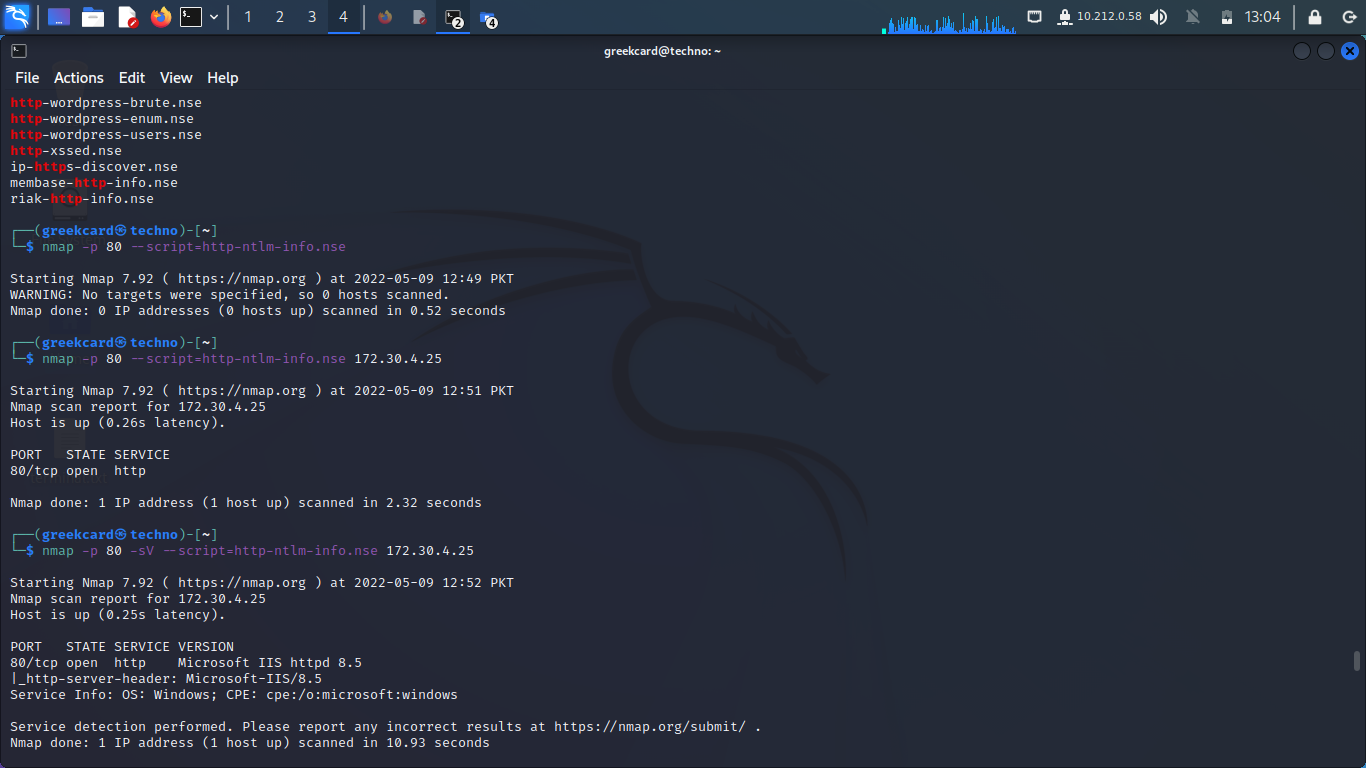 1 2 3 4 2 4 10.212.0.58 13:04
greekcard@techno: ~
File Actions Edit View Help
http-wordpress-brute.nse
http-wordpress-enum.nse
http-wordpress-users.nse
http-xssed.nse
ip-https-discover.nse
membase-http-info.nse
riak-http-info.nse
┌──(greekcard㉿techno)-[~]
└─$ nmap -p 80 --script=http-ntlm-info.nse
Starting Nmap 7.92 ( https://nmap.org ) at 2022-05-09 12:49 PKT
WARNING: No targets were specified, so 0 hosts scanned.
Nmap done: 0 IP addresses (0 hosts up) scanned in 0.52 seconds
┌──(greekcard㉿techno)-[~]
└─$ nmap -p 80 --script=http-ntlm-info.nse 172.30.4.25
Starting Nmap 7.92 ( https://nmap.org ) at 2022-05-09 12:51 PKT
Nmap scan report for 172.30.4.25
Host is up (0.26s latency).
PORT   STATE SERVICE
80/tcp open  http
Nmap done: 1 IP address (1 host up) scanned in 2.32 seconds
┌──(greekcard㉿techno)-[~]
└─$ nmap -p 80 -sV --script=http-ntlm-info.nse 172.30.4.25
Starting Nmap 7.92 ( https://nmap.org ) at 2022-05-09 12:52 PKT
Nmap scan report for 172.30.4.25
Host is up (0.25s latency).
PORT   STATE SERVICE VERSION
80/tcp open  http    Microsoft IIS httpd 8.5
|_http-server-header: Microsoft-IIS/8.5
Service Info: OS: Windows; CPE: cpe:/o:microsoft:windows
Service detection performed. Please report any incorrect results at https://nmap.org/submit/ .
Nmap done: 1 IP address (1 host up) scanned in 10.93 seconds